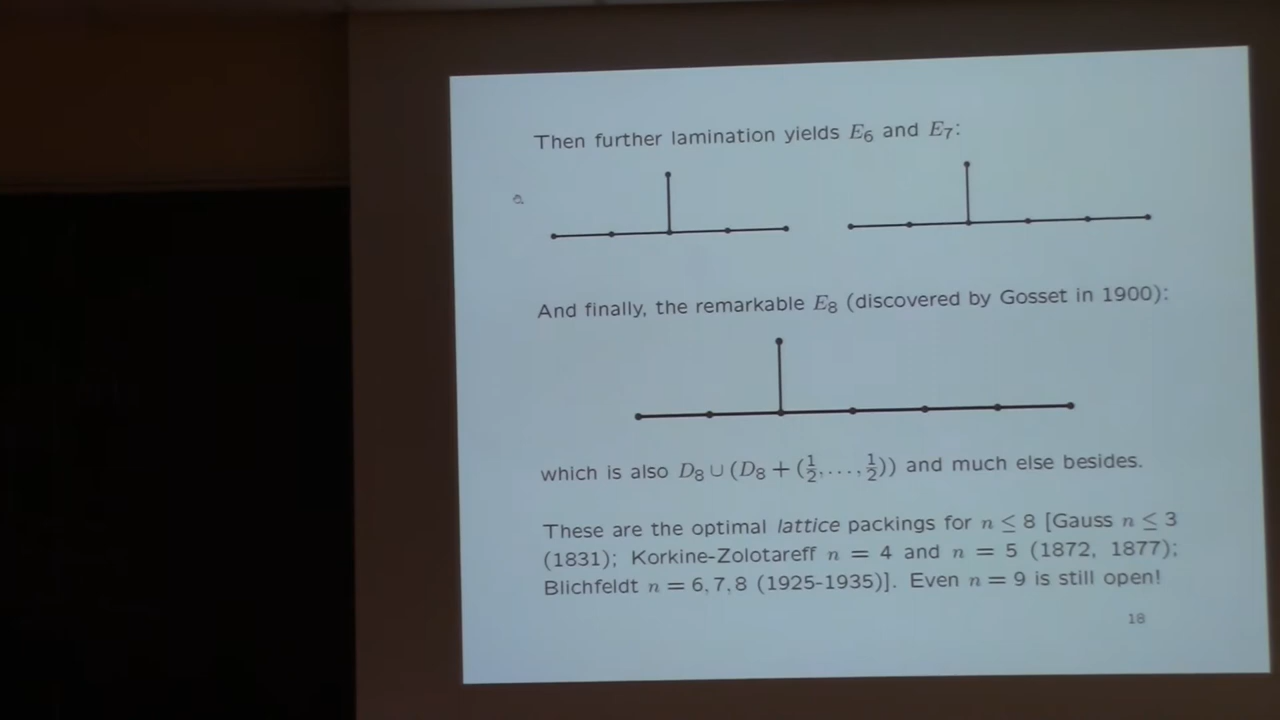 Then further lamination yields E₆ and E₇:
And finally, the remarkable E₈ (discovered by Gosset in 1900):
which is also D₈ ∪ (D₈ + (½, . . . , ½)) and much else besides.
These are the optimal lattice packings for n ≤ 8 [Gauss n ≤ 3
(1831); Korkine-Zolotareff n = 4 and n = 5 (1872, 1877);
Blichfeldt n = 6, 7, 8 (1925-1935)]. Even n = 9 is still open!
18